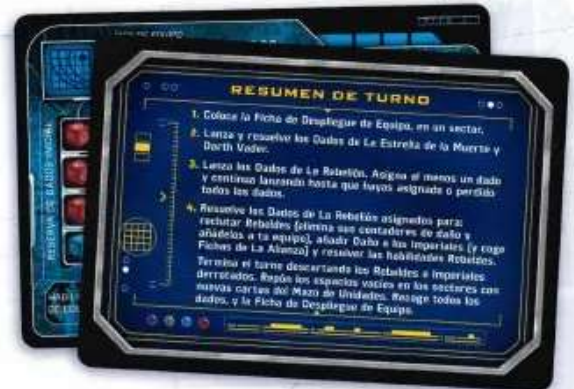 RESUMEN DE TURNO
1. Coloca la Ficha de Despliegue de Equipo, en un sector.
2. Lanza y resuelve los Dados de La Estrella de la Muerte y
Darth Vader.
3. Lanza los Dados de La Rebelión. Asigna al menos un dado
y continúa lanzando hasta que hayas asignado o perdido
todos los dados.
4. Resuelve los Dados de La Rebelión asignados para:
reclutar Rebeldes (elimina sus contadores de daño y
añádelos a tu equipo), añadir Daño a los Imperiales (y coge
Fichas de La Alianza) y resolver las habilidades Rebeldes.
Termina el turno descartando los Rebeldes e Imperiales
derrotados. Repón los espacios vacíos en los sectores con
nuevas cartas del Mazo de Unidades. Recoge todos los
dados, y la Ficha de Despliegue de Equipo.
RESERVA DE DADOS INICIAL